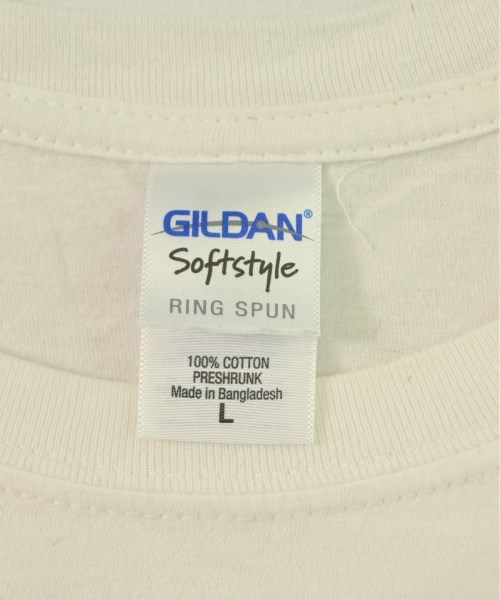 GILDAN®
Softstyle
RING SPUN
100% COTTON
PRESHRUNK
Made in Bangladesh
L